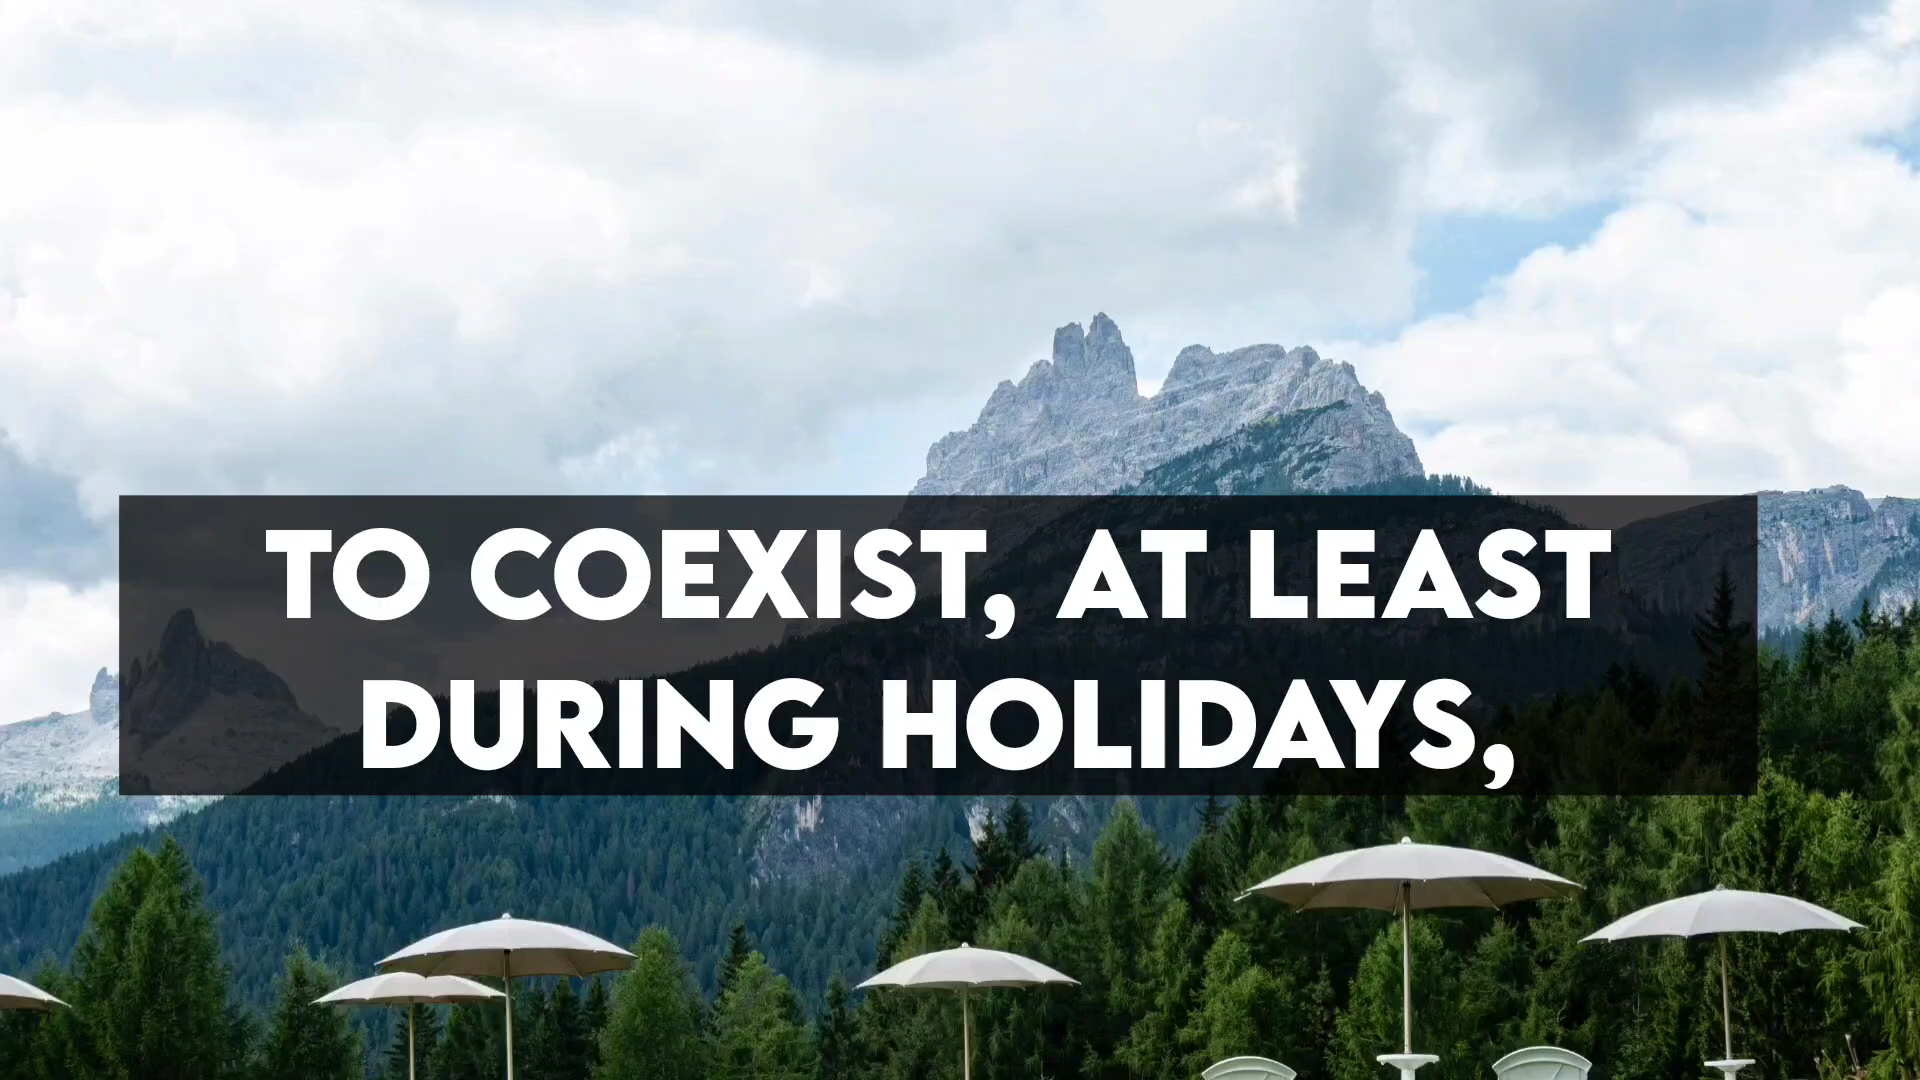 TO COEXIST, AT LEAST
DURING HOLIDAYS,